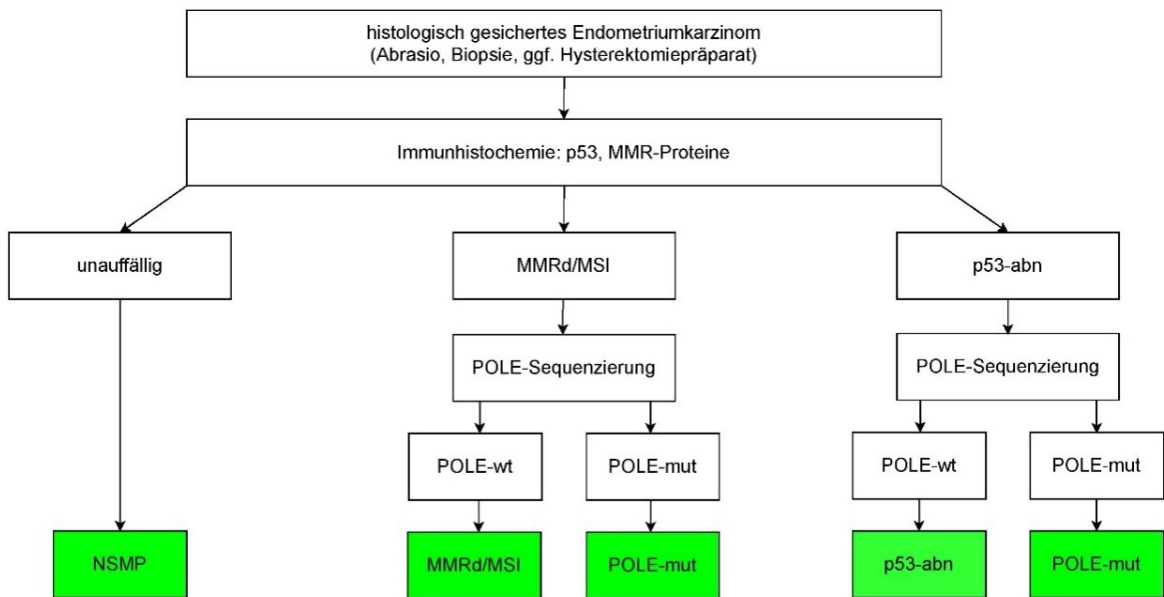 histologisch gesichertes Endometriumkarzinom
(Abrasio, Biopsie, ggf. Hysterektomiepräparat)
Immunhistochemie: p53, MMR-Proteine
unauffällig
MMRd/MSI
p53-abn
POLE-Sequenzierung
POLE-Sequenzierung
POLE-wt
POLE-mut
POLE-wt
POLE-mut
NSMP
MMRd/MSI
POLE-mut
p53-abn
POLE-mut